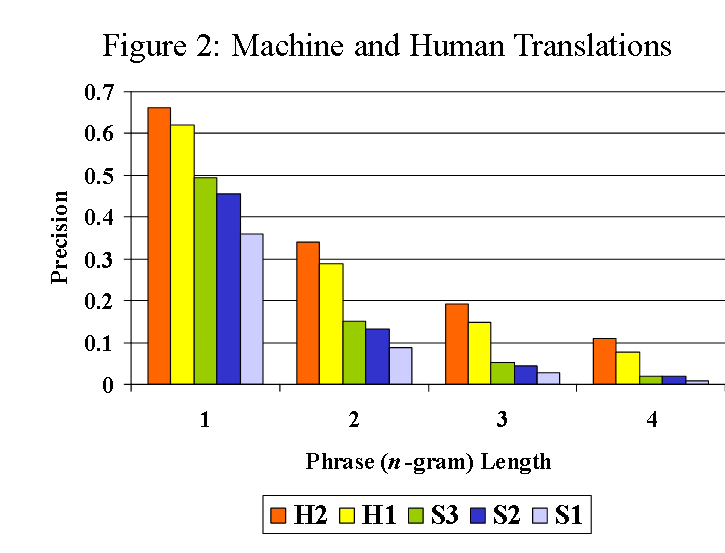 Figure 2: Machine and Human Translations
0.7
0.6
0.5
0.4
0.3
0.2
0.1
0
Precision
1 2 3 4
Phrase (n-gram) Length
H2 H1 S3 S2 S1